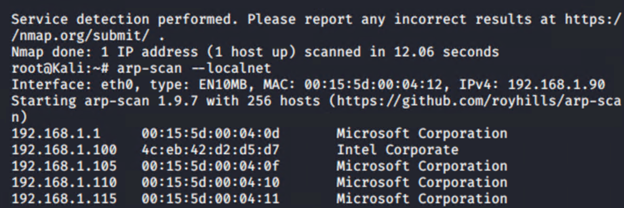 Service detection performed. Please report any incorrect results at https:/
/nmap.org/submit/ .
Nmap done: 1 IP address (1 host up) scanned in 12.06 seconds
root@Kali:~# arp-scan --localnet
Interface: eth0, type: EN10MB, MAC: 00:15:5d:00:04:12, IPv4: 192.168.1.90
Starting arp-scan 1.9.7 with 256 hosts (https://github.com/royhills/arp-sca
n)
192.168.1.1 00:15:5d:00:04:0d Microsoft Corporation
192.168.1.100 4c:eb:42:d2:d5:d7 Intel Corporate
192.168.1.105 00:15:5d:00:04:0f Microsoft Corporation
192.168.1.110 00:15:5d:00:04:10 Microsoft Corporation
192.168.1.115 00:15:5d:00:04:11 Microsoft Corporation